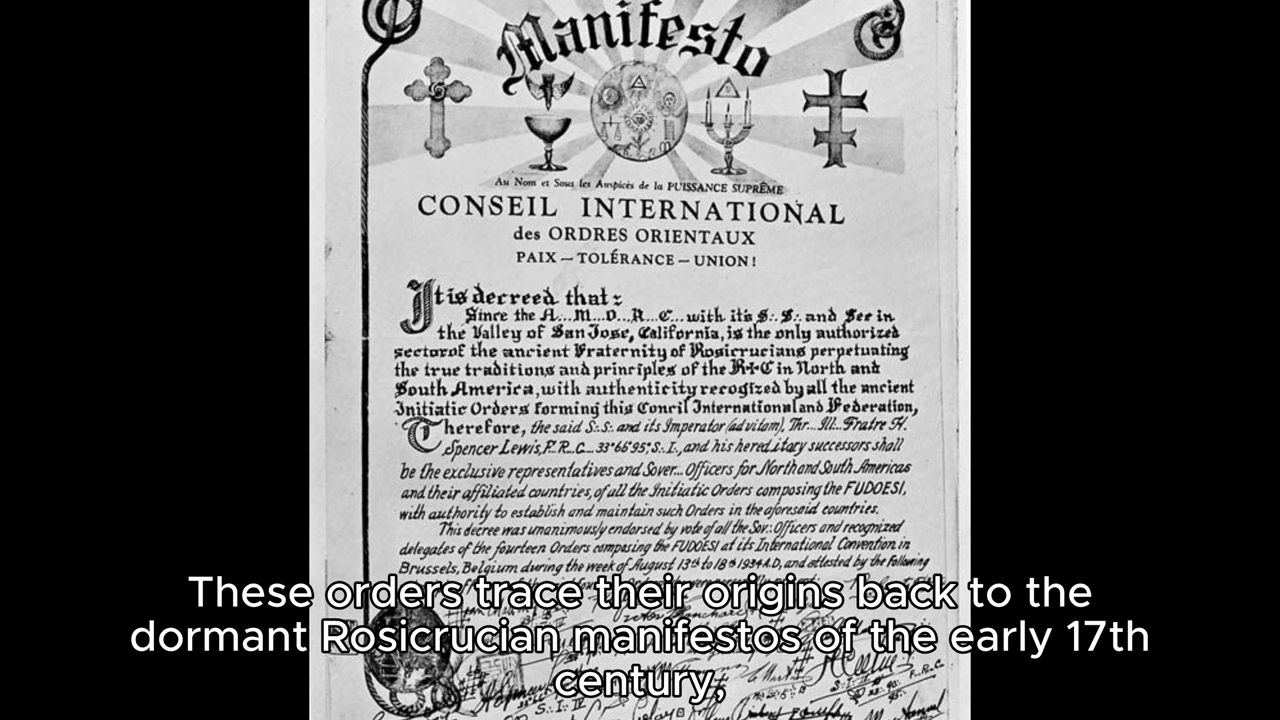 Manifesto
Au Nom et Sous les Auspices de la PUISSANCE SUPRÊME
CONSEIL INTERNATIONAL
des ORDRES ORIENTAUX
PAIX – TOLÉRANCE – UNION!
It is decreed that:
Since the A...M...O...R...C... with its S.·.S.·. and See in
the Valley of San Jose, California, is the only authorized
sector of the ancient Fraternity of Rosicrucians perpetuating
the true traditions and principles of the R+C in North and
South America, with authenticity recogized by all the ancient
Initiatic Orders forming this Concil International and Federation,
Therefore, the said S.·.S.·. and its Imperator (ad vitam), Thr... Ill... Fratre H.
Spencer Lewis, F.R.C... 33°66°95°; S.·.I.·., and his hereditary successors shall
be the exclusive representatives and Sover... Officers for North and South Americas
and their affiliated countries, of all the Initiatic Orders composing the FUDOESI,
with authority to establish and maintain such Orders in the aforesaid countries.
This decree was unanimously endorsed by vote of all the Sov.·. Officers and recognized
delegates of the fourteen Orders composing the FUDOESI at its International Convention in
Brussels, Belgium during the week of August 13th to 18th 1934 A.D., and attested by the following
These orders trace their origins back to the
dormant Rosicrucian manifestos of the early 17th
century,
S.·.I.·.IV